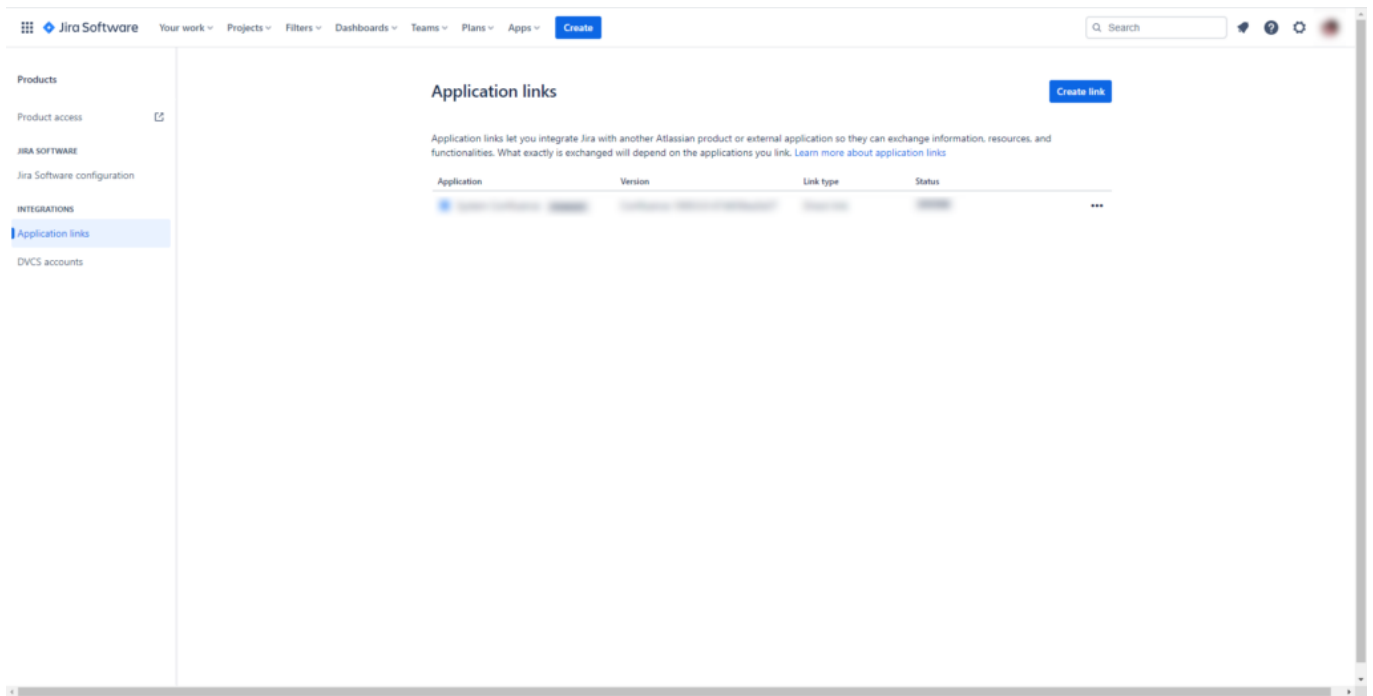 Jira Software Your work Projects Filters Dashboards Teams Plans Apps Create Search
Products
Product access
JIRA SOFTWARE
Jira Software configuration
INTEGRATIONS
Application links
DVCS accounts
Application links
Create link
Application links let you integrate Jira with another Atlassian product or external application so they can exchange information, resources, and
functionalities. What exactly is exchanged will depend on the applications you link. Learn more about application links
Application Version Link type Status